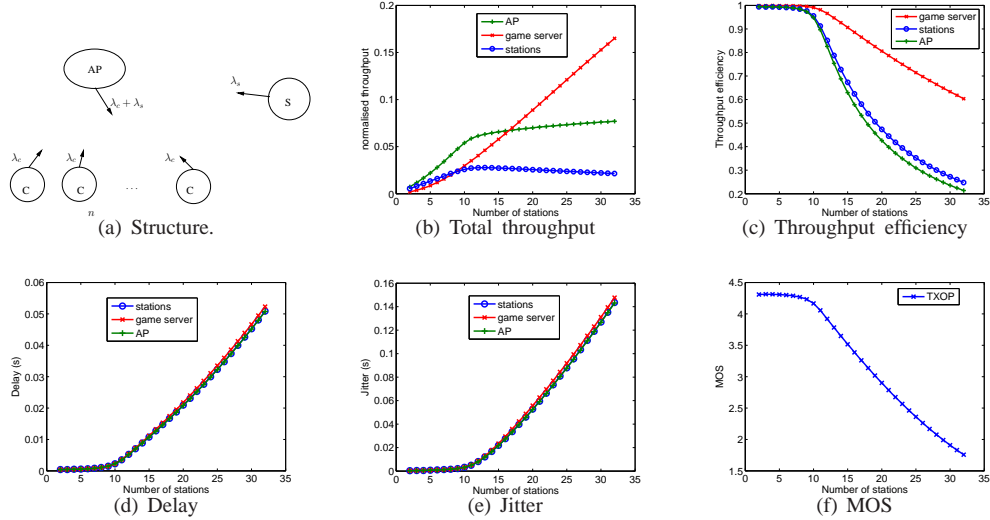 AP
λ_c + λ_s
λ_s
S
λ_c
λ_c
λ_c
C
C
...
C
n
(a) Structure.
0.2
0.15
0.1
0.05
0
normalised throughput
0 5 10 15 20 25 30 35
Number of stations
AP
game server
stations
(b) Total throughput
1
0.9
0.8
0.7
0.6
0.5
0.4
0.3
0.2
Throughput efficiency
0 5 10 15 20 25 30 35
Number of stations
game server
stations
AP
(c) Throughput efficiency
0.06
0.05
0.04
0.03
0.02
0.01
0
Delay (s)
0 5 10 15 20 25 30 35
Number of stations
stations
game server
AP
(d) Delay
0.16
0.14
0.12
0.1
0.08
0.06
0.04
0.02
0
Jitter (s)
0 5 10 15 20 25 30 35
Number of stations
stations
game server
AP
(e) Jitter
4.5
4
3.5
3
2.5
2
1.5
MOS
0 5 10 15 20 25 30 35
Number of stations
TXOP
(f) MOS